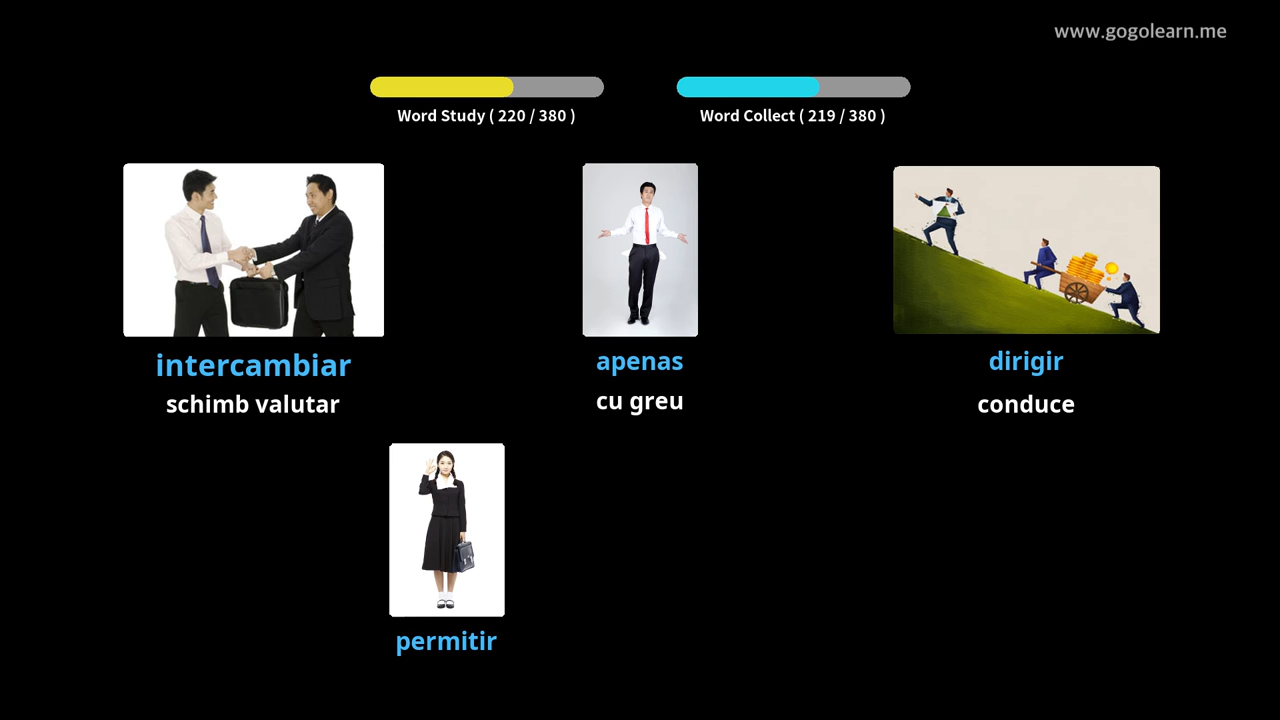 www.gogolearn.me
Word Study ( 220 / 380 )
Word Collect ( 219 / 380 )
intercambiar
schimb valutar
apenas
cu greu
dirigir
conduce
permitir